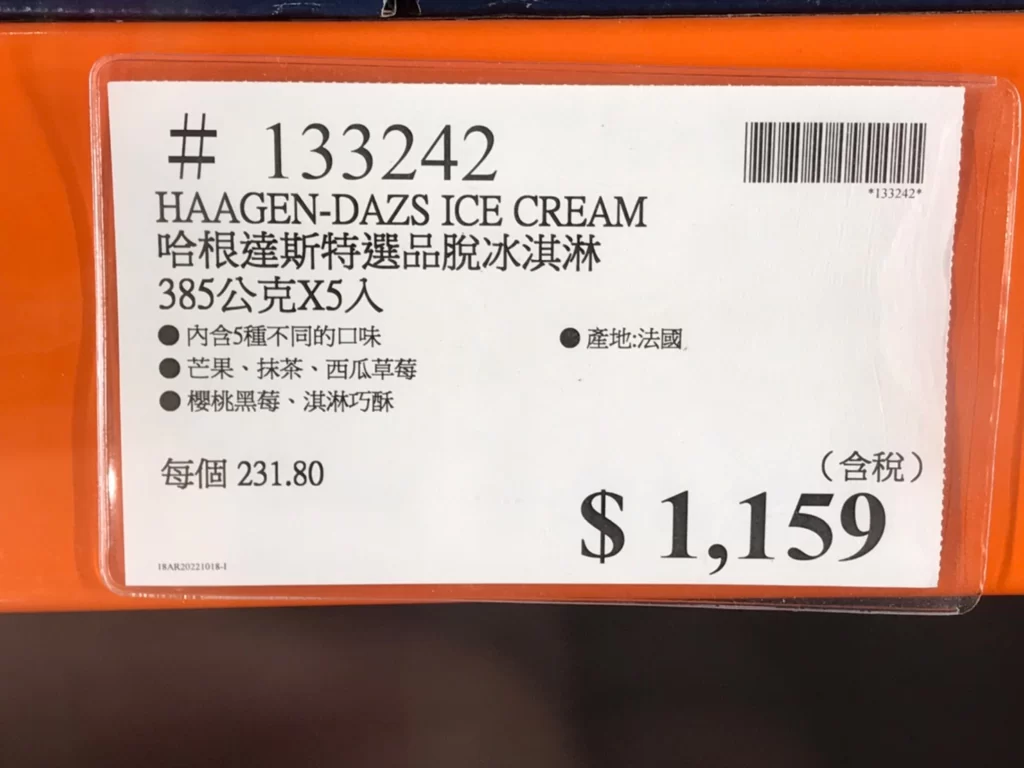 # 133242
*133242*
HAAGEN-DAZS ICE CREAM
哈根達斯特選品脫冰淇淋
385公克X5入
●內含5種不同的口味
●產地:法國
●芒果、抹茶、西瓜草莓
●櫻桃黑莓、淇淋巧酥
每個 231.80
（含稅）
$ 1,159
18AR20221018-1